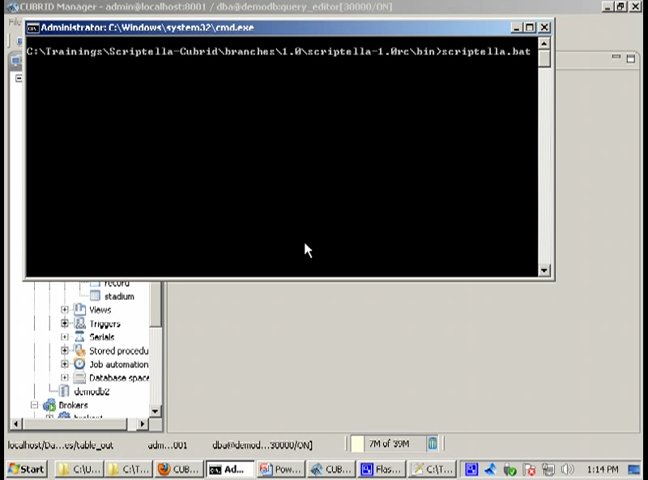 CUBRID Manager - admin@localhost:8001 / dba@demodb:query_editor[30000/ON]
Administrator: C:\Windows\system32\cmd.exe
C:\Trainings\Scriptella-Cubrid\branches\1.0\scriptella-1.0rc\bin>scriptella.bat
record
stadium
Views
Triggers
Serials
Stored procedu
Job automation
Database space
demodb2
Brokers
localhost/Da...es/table_out adm...001 dba@demod...30000/ON] 7M of 39M
Start C:\U... C:\T... CUB... Ad... Pow... CUB... Flas... C:\T... 1:14 PM